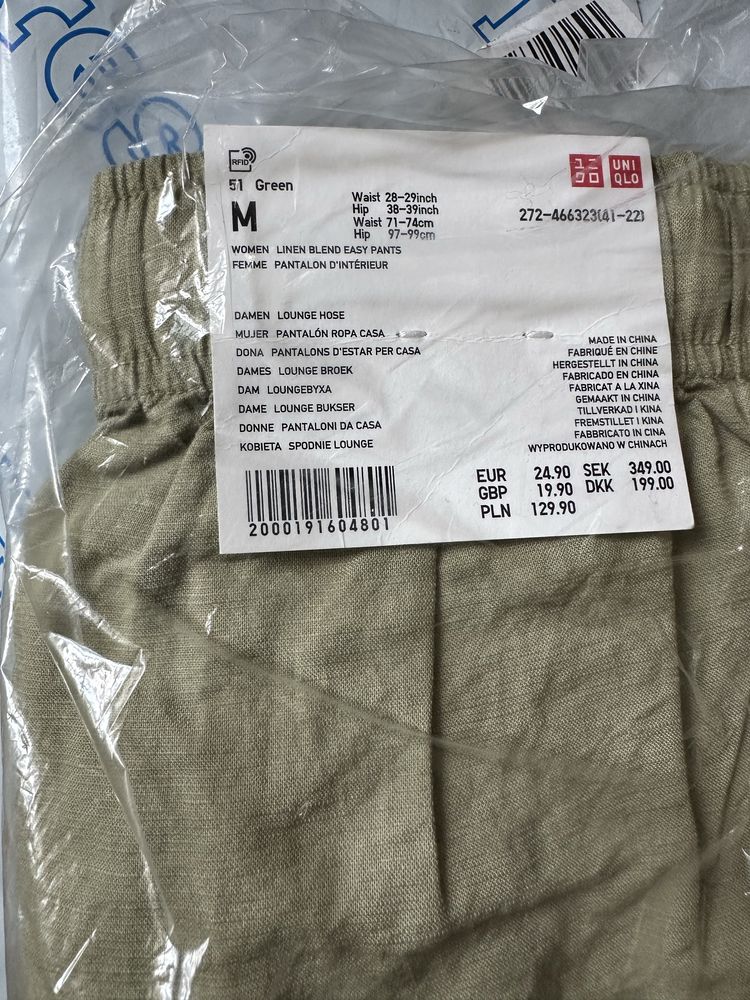 RFID
51 Green
M
Waist 28-29inch
Hip 38-39inch
Waist 71-74cm
Hip 97-99cm
ユニ
クロ
UNI
QLO
272-466323(41-22)
WOMEN LINEN BLEND EASY PANTS
FEMME PANTALON D'INTÉRIEUR
DAMEN LOUNGE HOSE
MUJER PANTALÓN ROPA CASA
DONA PANTALONS D'ESTAR PER CASA
DAMES LOUNGE BROEK
DAM LOUNGEBYXA
DAME LOUNGE BUKSER
DONNE PANTALONI DA CASA
KOBIETA SPODNIE LOUNGE
MADE IN CHINA
FABRIQUÉ EN CHINE
HERGESTELLT IN CHINA
FABRICADO EN CHINA
FABRICAT A LA XINA
GEMAAKT IN CHINA
TILLVERKAD I KINA
FREMSTILLET I KINA
FABBRICATO IN CINA
WYPRODUKOWANO W CHINACH
2000191604801
EUR 24.90 SEK 349.00
GBP 19.90 DKK 199.00
PLN 129.90